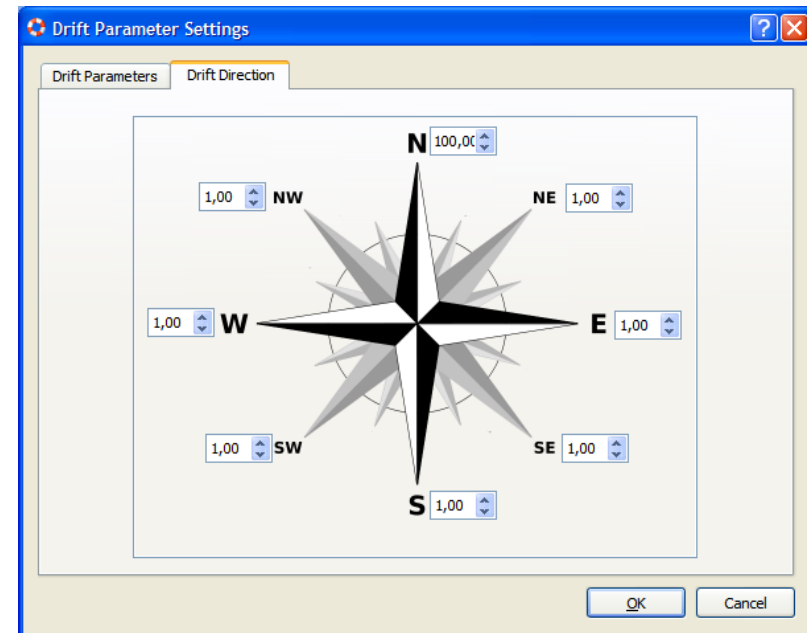 Drift Parameter Settings
Drift Parameters Drift Direction
N 100,00
1,00 NW
NE 1,00
1,00 W
E 1,00
1,00 SW
SE 1,00
S 1,00
OK Cancel